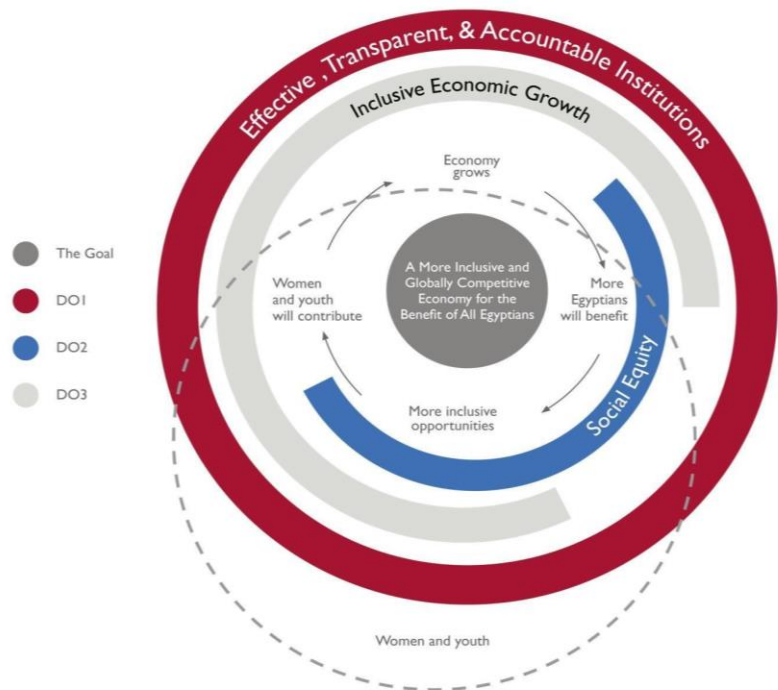 Effective ,Transparent, & Accountable Institutions
Inclusive Economic Growth
Economy
grows
The Goal
DO1
DO2
DO3
Women
and youth
will contribute
A More Inclusive and
Globally Competitive
Economy for the
Benefit of All Egyptians
More
Egyptians
will benefit
Social Equity
More inclusive
opportunities
Women and youth